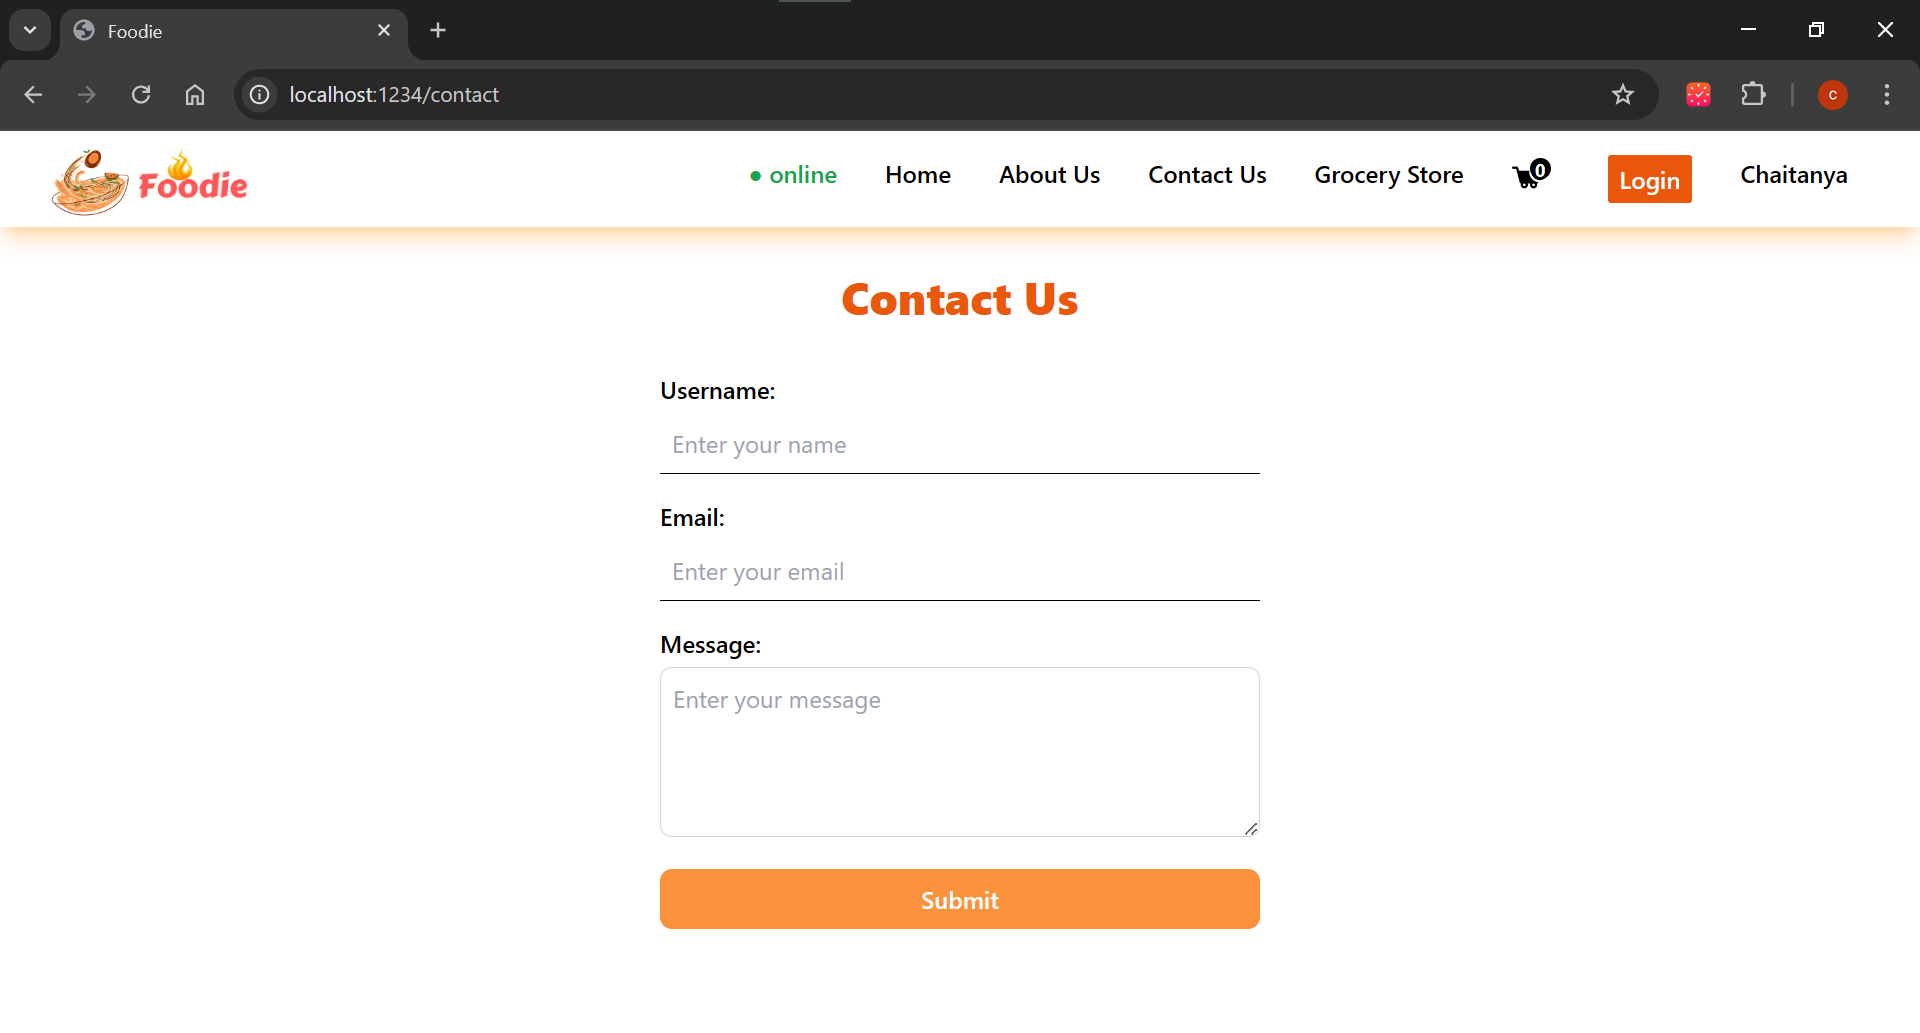 Foodie
localhost:1234/contact
c
Foodie
• online Home About Us Contact Us Grocery Store 0 Login Chaitanya
Contact Us
Username:
Enter your name
Email:
Enter your email
Message:
Enter your message
Submit